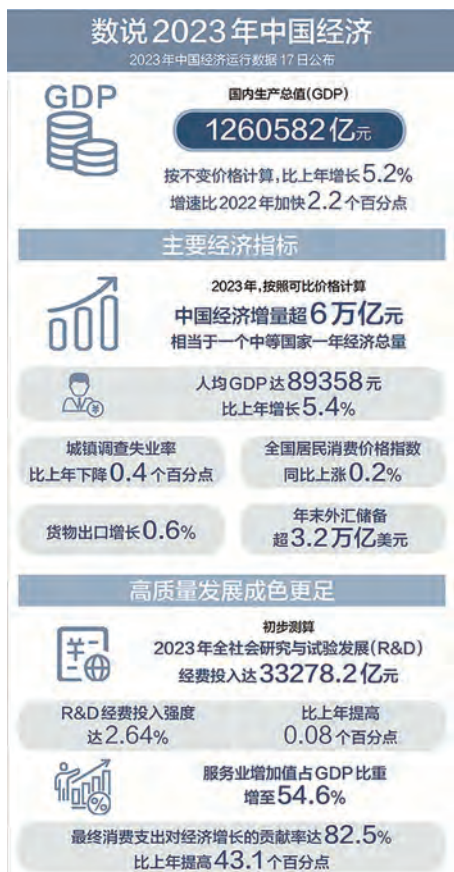 数说2023年中国经济
2023年中国经济运行数据17日公布
GDP
国内生产总值(GDP)
1260582亿元
按不变价格计算,比上年增长5.2%
增速比2022年加快2.2个百分点
主要经济指标
2023年,按照可比价格计算
中国经济增量超6万亿元
相当于一个中等国家一年经济总量
人均GDP达89358元
比上年增长5.4%
城镇调查失业率
比上年下降0.4个百分点
全国居民消费价格指数
同比上涨0.2%
货物出口增长0.6%
年末外汇储备
超3.2万亿美元
高质量发展成色更足
初步测算
2023年全社会研究与试验发展(R&D)
经费投入达33278.2亿元
R&D经费投入强度
达2.64%
比上年提高
0.08个百分点
服务业增加值占GDP比重
增至54.6%
最终消费支出对经济增长的贡献率达82.5%
比上年提高43.1个百分点